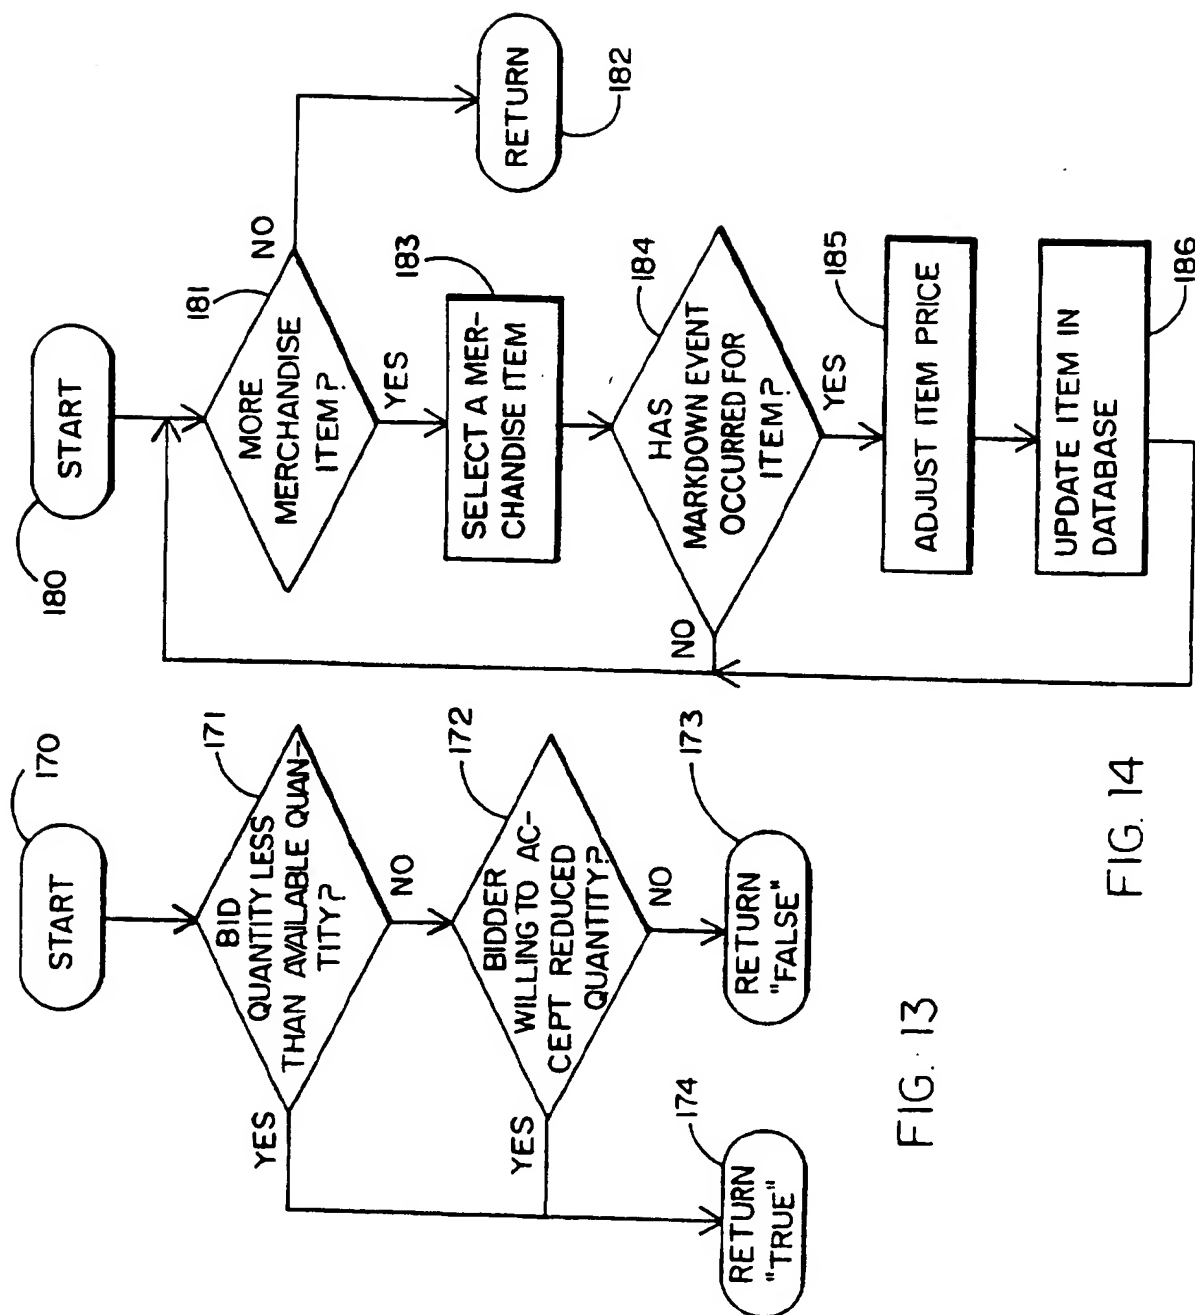 170
START
171
BID
QUANTITY LESS
THAN AVAILABLE QUAN-
TITY?
YES
NO
172
BIDDER
WILLING TO AC-
CEPT REDUCED
QUANTITY?
YES
NO
174
RETURN
"TRUE"
173
RETURN
"FALSE"
FIG. 13
180
START
181
MORE
MERCHANDISE
ITEM?
NO
YES
RETURN
182
183
SELECT A MER-
CHANDISE ITEM
184
HAS
MARKDOWN EVENT
OCCURRED FOR
ITEM?
NO
YES
185
ADJUST ITEM PRICE
UPDATE ITEM IN
DATABASE
186
FIG. 14